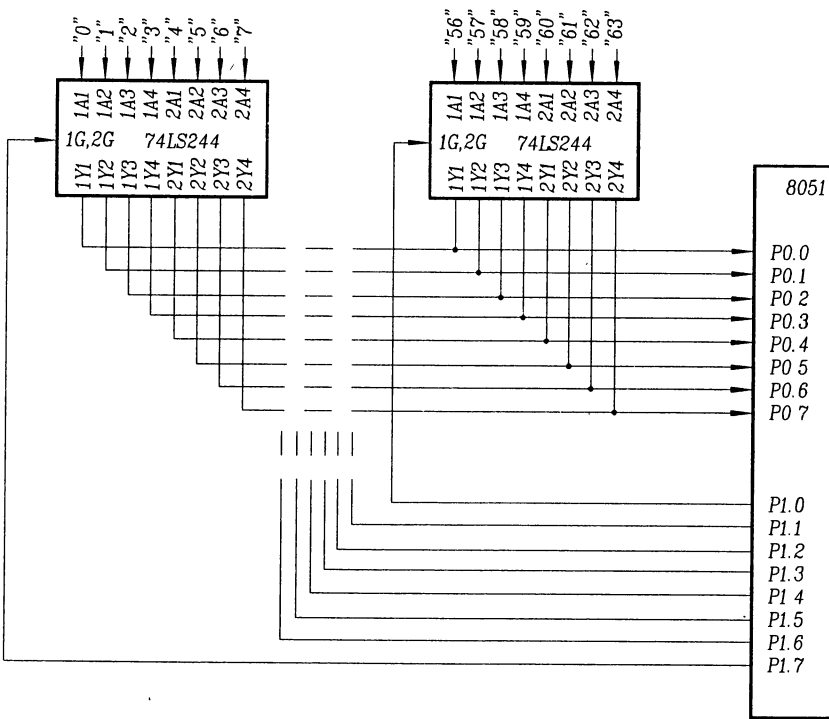 "0" "1" "2" "3" "4" "5" "6" "7"
1A1 1A2 1A3 1A4 2A1 2A2 2A3 2A4
1G,2G 74LS244
1Y1 1Y2 1Y3 1Y4 2Y1 2Y2 2Y3 2Y4
"56" "57" "58" "59" "60" "61" "62" "63"
1A1 1A2 1A3 1A4 2A1 2A2 2A3 2A4
1G,2G 74LS244
1Y1 1Y2 1Y3 1Y4 2Y1 2Y2 2Y3 2Y4
8051
P0.0
P0.1
P0 2
P0.3
P0.4
P0 5
P0.6
P0 7
P1.0
P1.1
P1.2
P1.3
P1 4
P1.5
P1.6
P1.7